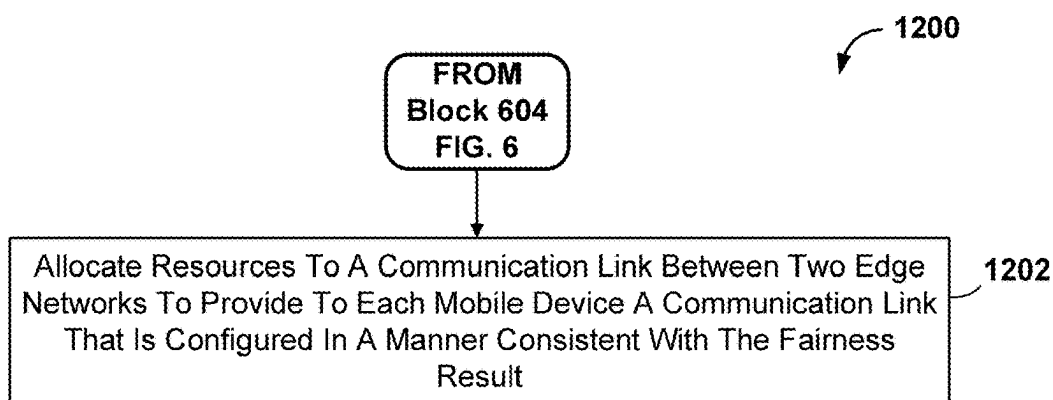 1200
FROM
Block 604
FIG. 6
Allocate Resources To A Communication Link Between Two Edge
Networks To Provide To Each Mobile Device A Communication Link
That Is Configured In A Manner Consistent With The Fairness
Result
1202